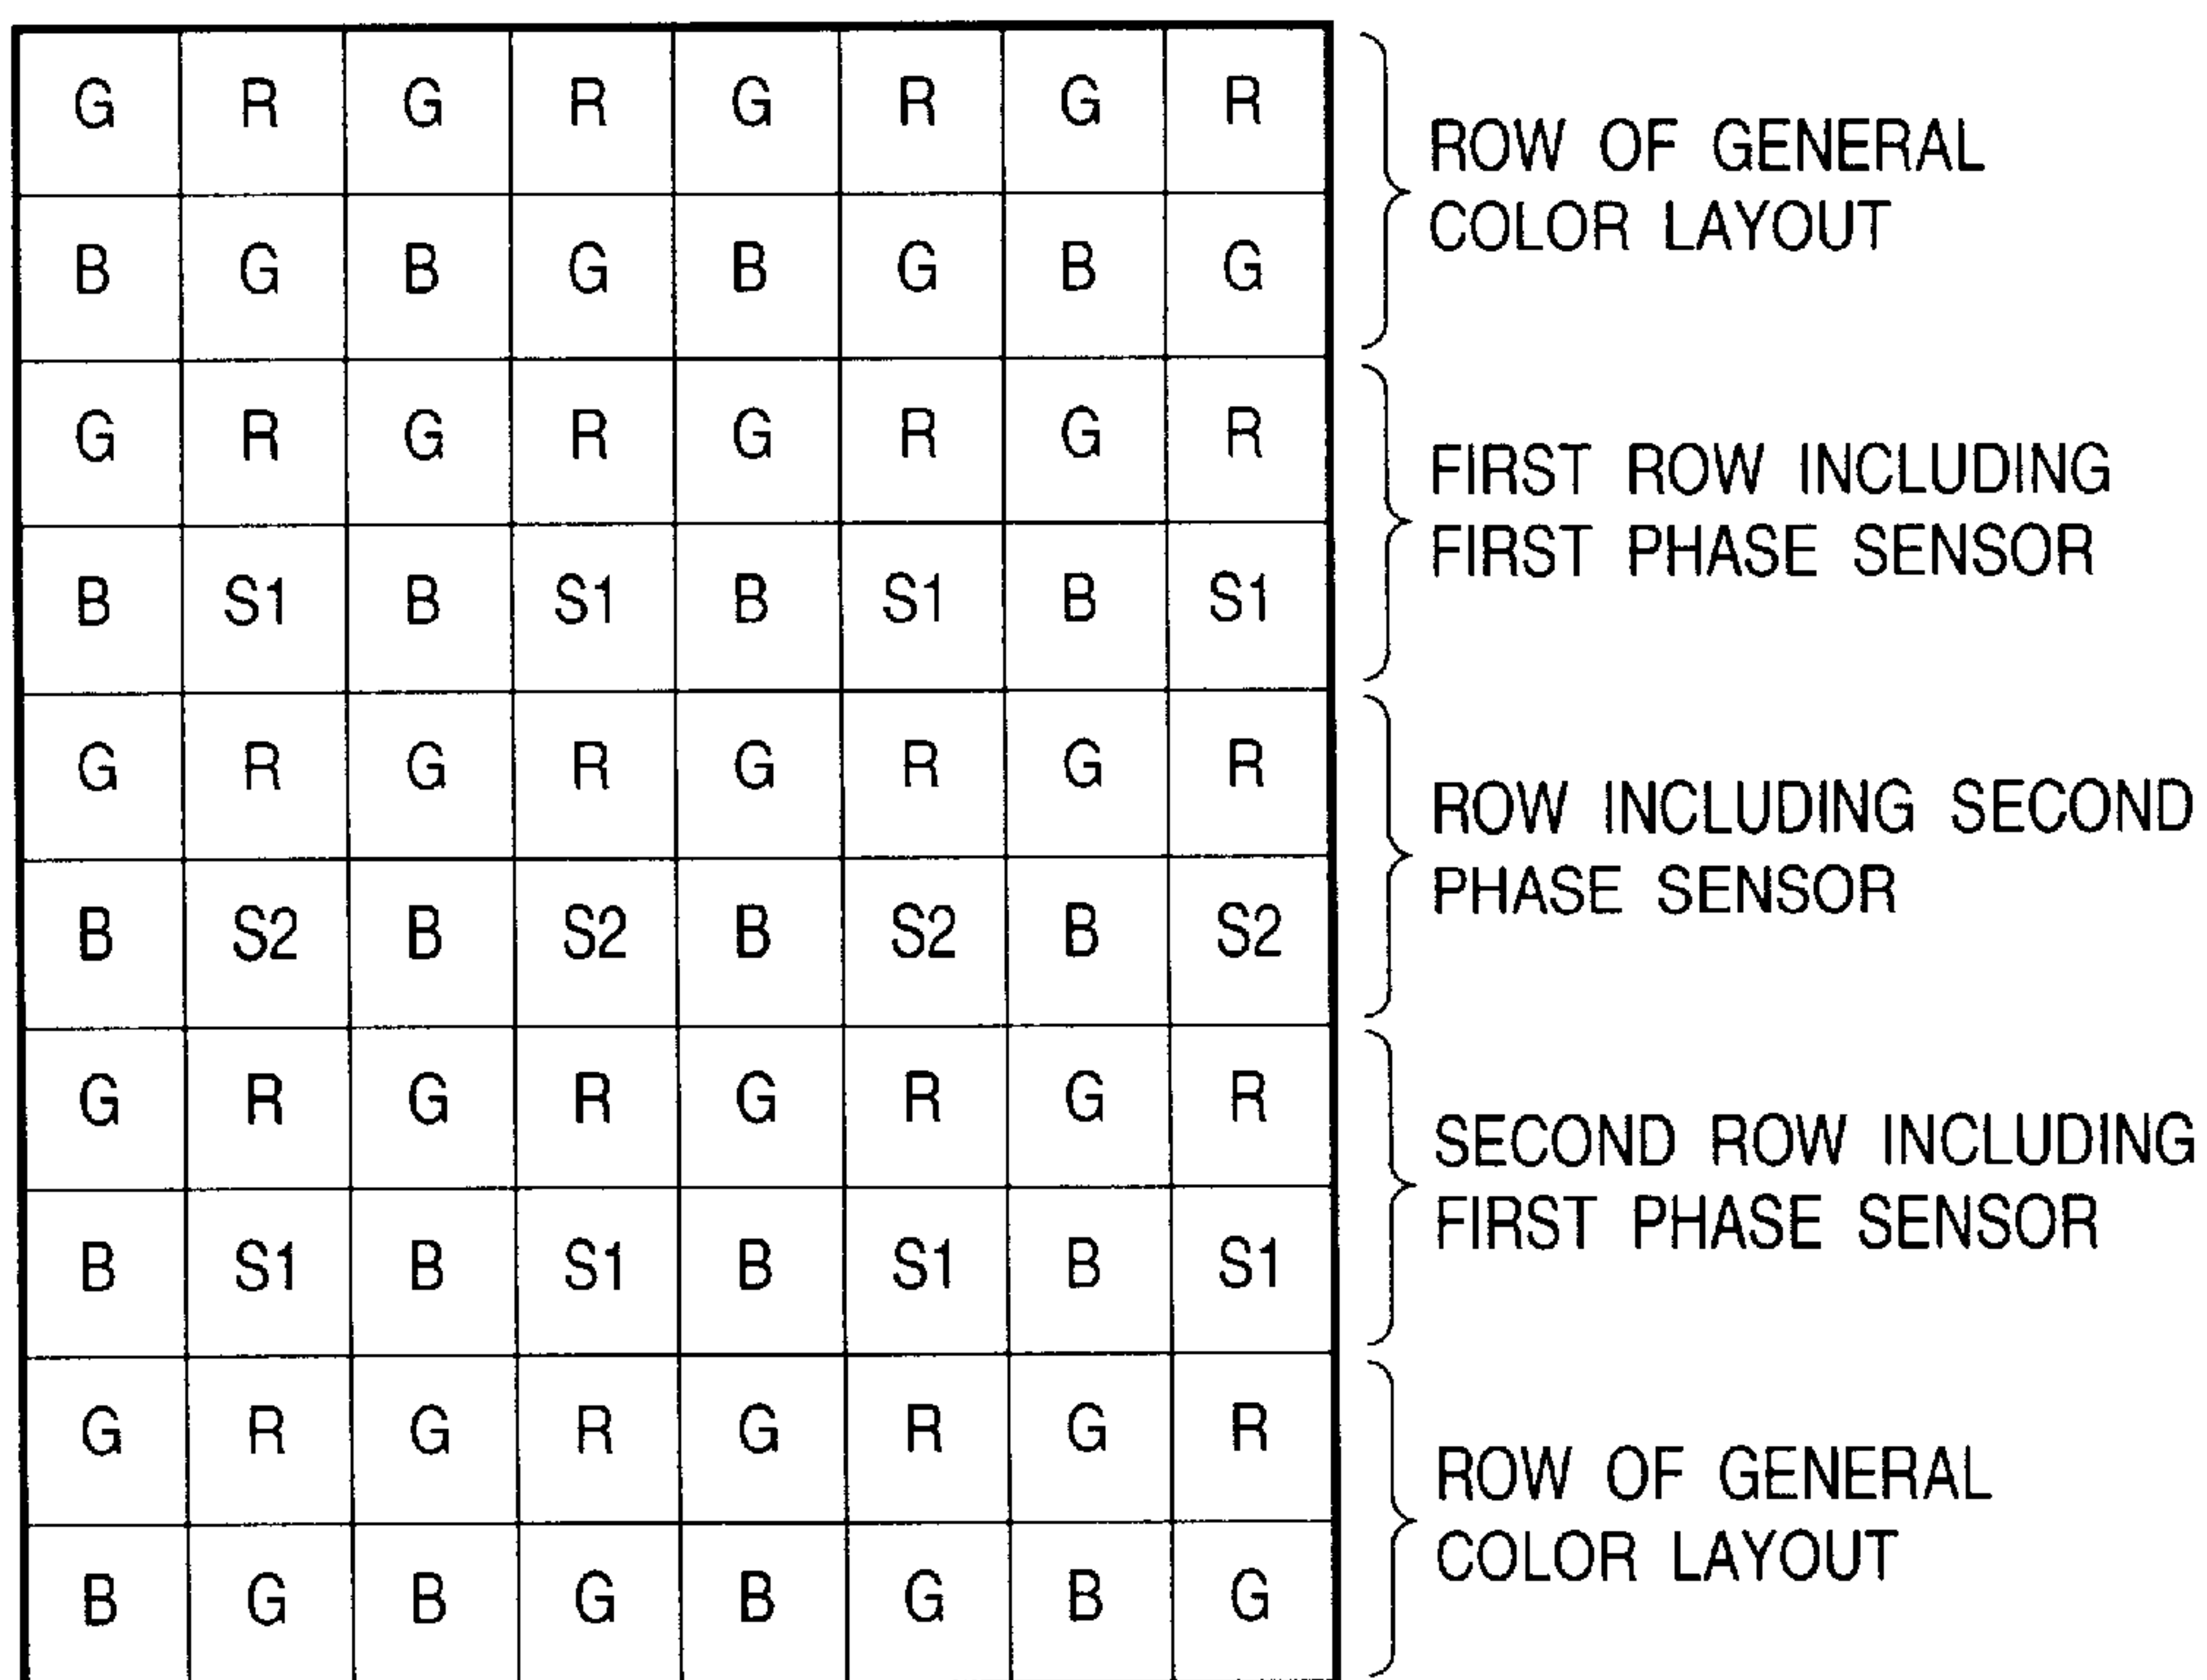 G R G R G R G R
B G B G B G B G
ROW OF GENERAL
COLOR LAYOUT
G R G R G R G R
B S1 B S1 B S1 B S1
FIRST ROW INCLUDING
FIRST PHASE SENSOR
G R G R G R G R
B S2 B S2 B S2 B S2
ROW INCLUDING SECOND
PHASE SENSOR
G R G R G R G R
B S1 B S1 B S1 B S1
SECOND ROW INCLUDING
FIRST PHASE SENSOR
G R G R G R G R
B G B G B G B G
ROW OF GENERAL
COLOR LAYOUT